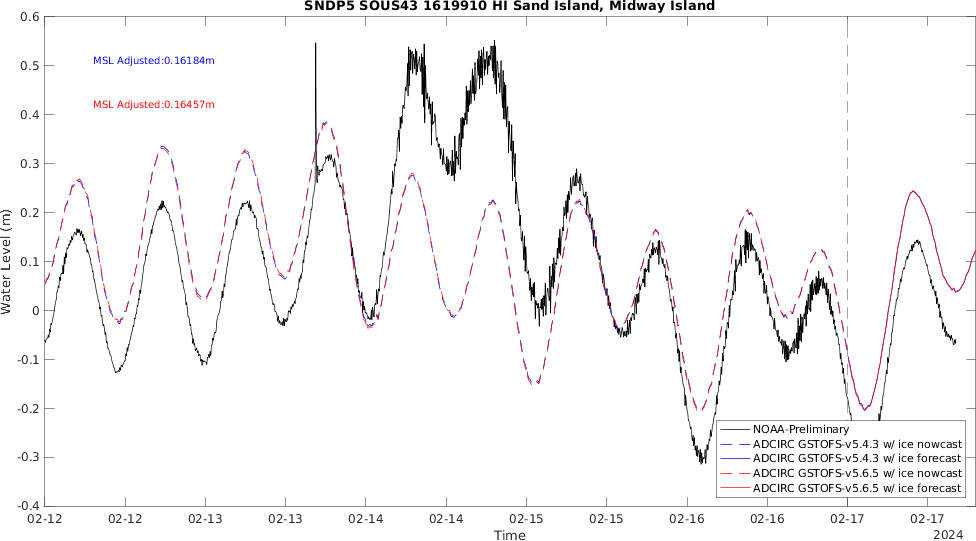 SNDP5 SOUS43 1619910 HI Sand Island, Midway Island
0.6
0.5
0.4
0.3
0.2
0.1
0
-0.1
-0.2
-0.3
-0.4
Water Level (m)
MSL Adjusted:0.16184m
MSL Adjusted:0.16457m
NOAA-Preliminary
ADCIRC GSTOFS-v5.4.3 w/ ice nowcast
ADCIRC GSTOFS-v5.4.3 w/ ice forecast
ADCIRC GSTOFS-v5.6.5 w/ ice nowcast
ADCIRC GSTOFS-v5.6.5 w/ ice forecast
02-12 02-12 02-13 02-13 02-14 02-14 02-15 02-15 02-16 02-16 02-17 02-17
Time
2024